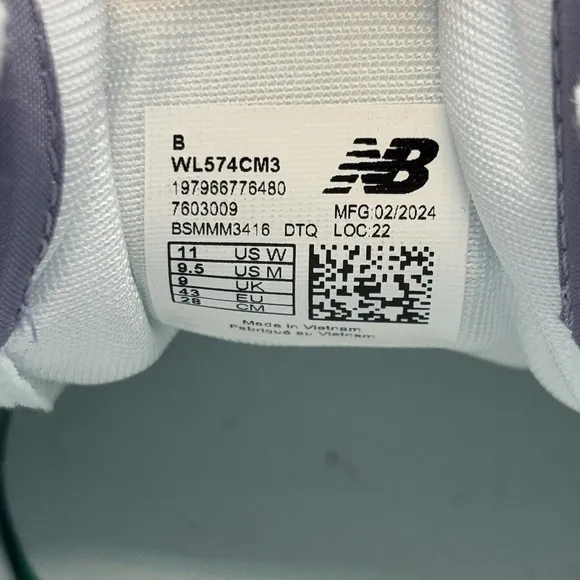 B
WL574CM3
NB
197966776480
7603009 MFG:02/2024
BSMMM3416 DTQ LOC:22
11 US W
9.5 US M
9 UK
43 EU
28 CM
Made in Vietnam
Fabriqué au Vietnam